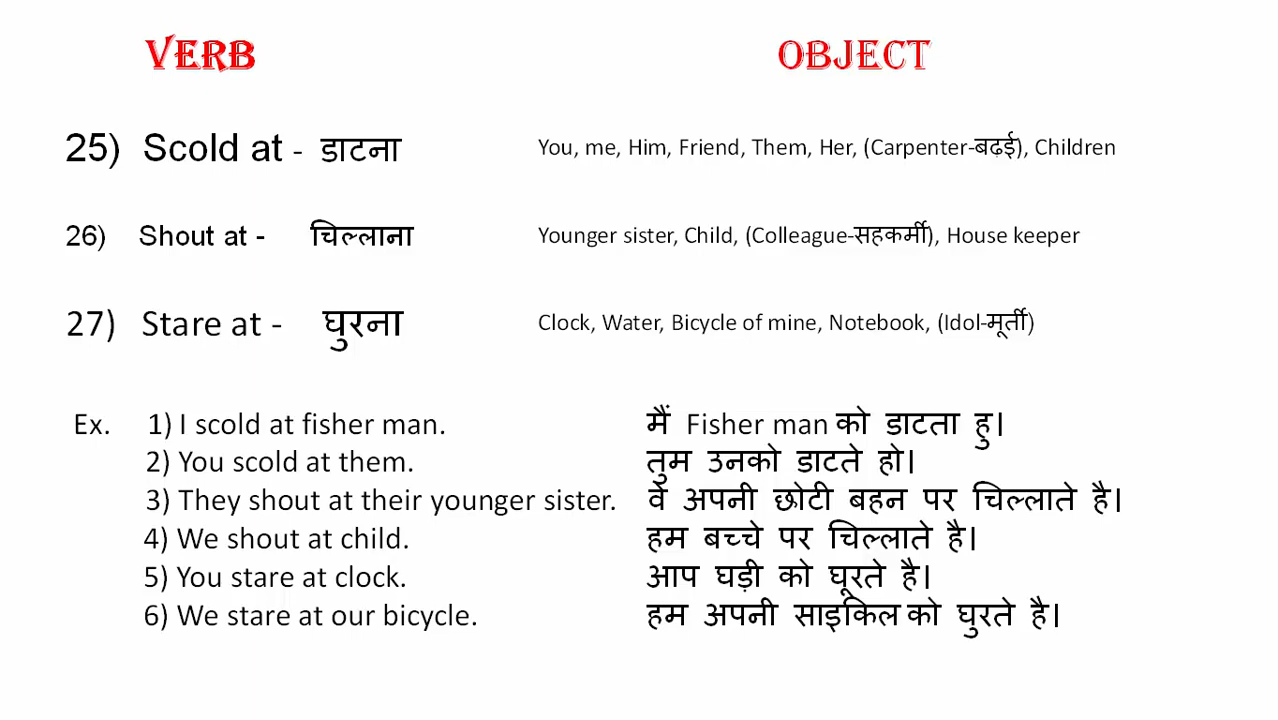 VERB OBJECT
25) Scold at - डाटना You, me, Him, Friend, Them, Her, (Carpenter-बढ़ई), Children
26) Shout at - चिल्लाना Younger sister, Child, (Colleague-सहकर्मी), House keeper
27) Stare at - घुरना Clock, Water, Bicycle of mine, Notebook, (Idol-मूर्ती)
Ex. 1) I scold at fisher man. मैं Fisher man को डाटता हु।
2) You scold at them. तुम उनको डाटते हो।
3) They shout at their younger sister. वे अपनी छोटी बहन पर चिल्लाते है।
4) We shout at child. हम बच्चे पर चिल्लाते है।
5) You stare at clock. आप घड़ी को घूरते है।
6) We stare at our bicycle. हम अपनी साइकिल को घुरते है।